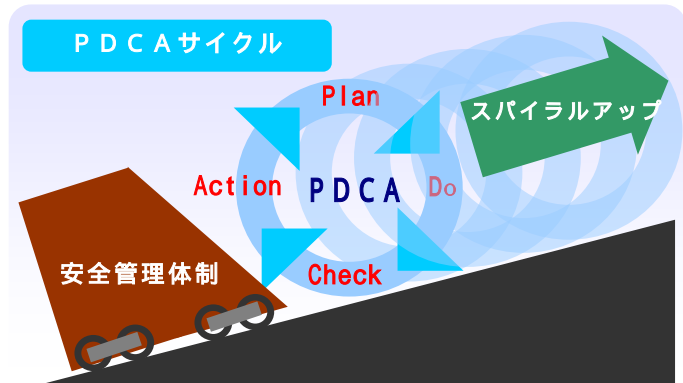 ＰＤＣＡサイクル
スパイラルアップ
Plan
Action
ＰＤＣＡ
Do
安全管理体制
Check